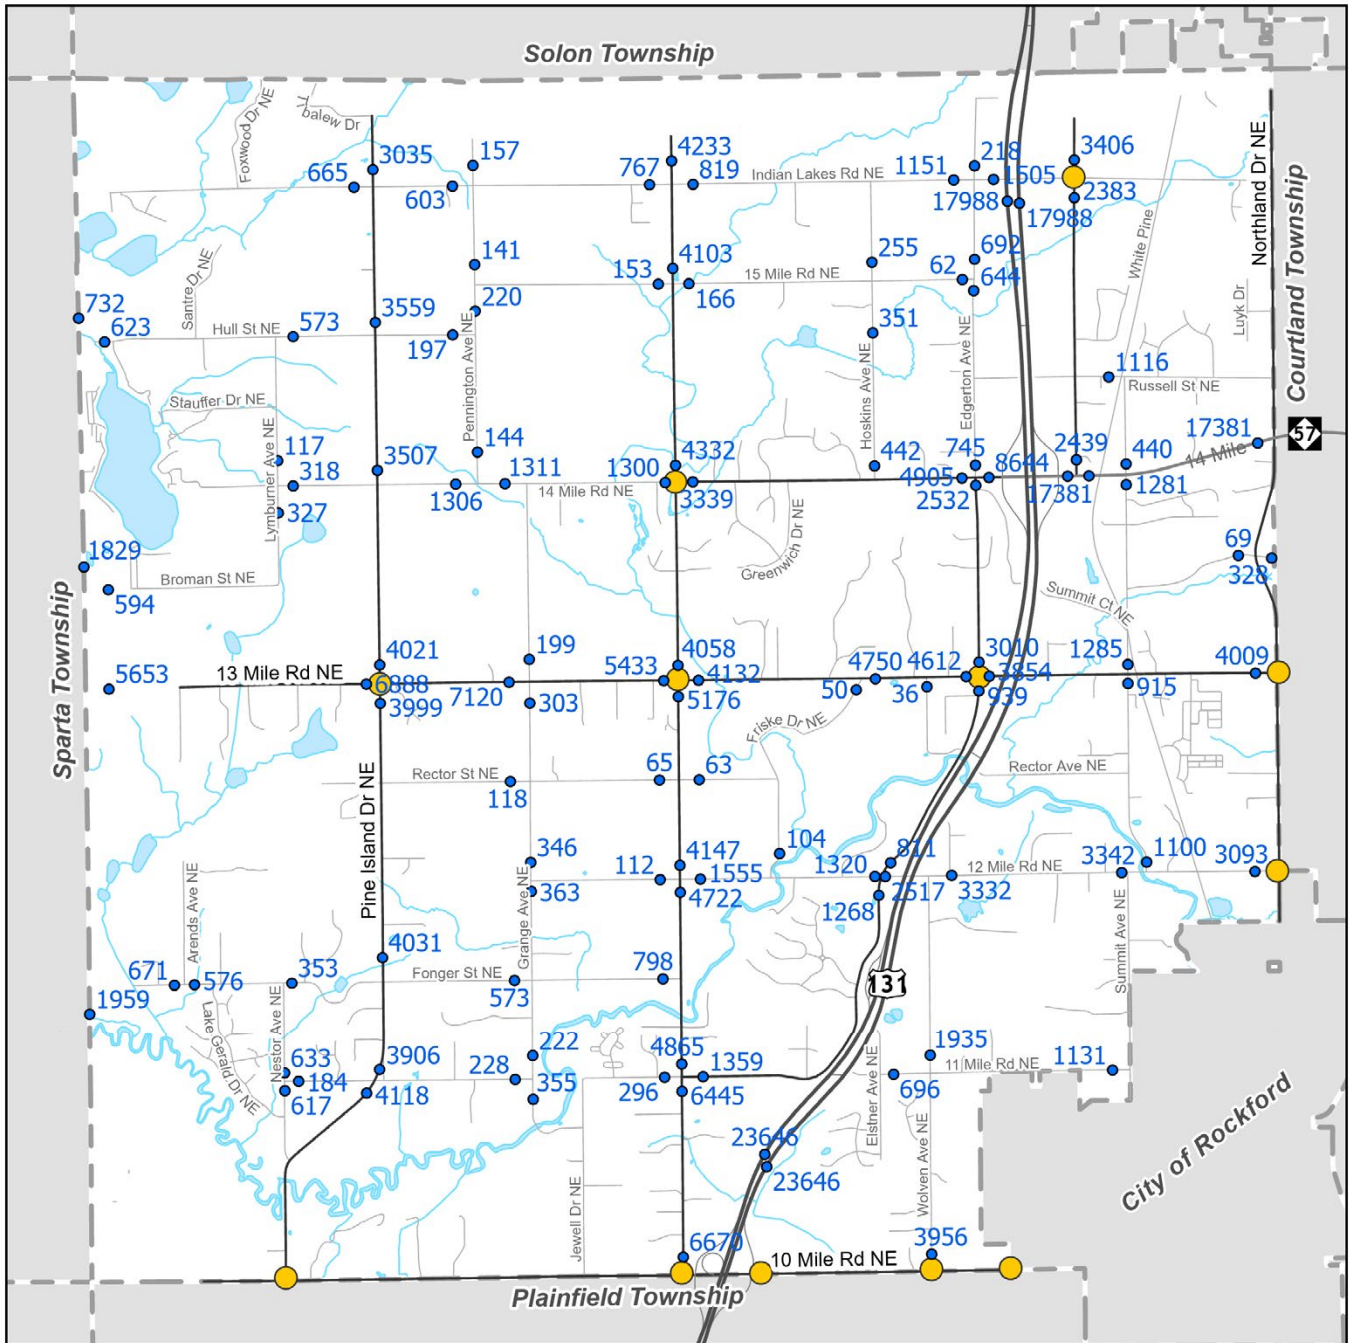 Solon Township
Foxwood Dr NE
Tibalew Dr
3035
665
157
603
4233
767
819
Indian Lakes Rd NE
1151
218
1505
17988
17988
3406
2383
Northland Dr NE
Courtland Township
White Pine
141
220
4103
153
166
15 Mile Rd NE
255
62
692
644
Santre Dr NE
732
623
Hull St NE
573
3559
197
Pennington Ave NE
351
Hoskins Ave NE
Edgerton Ave NE
Luyk Dr
1116
Russell St NE
Stauffer Dr NE
Lymburner Ave NE
117
318
327
3507
144
1306
1311
14 Mile Rd NE
4332
1300
3339
442
745
4905
2532
8644
2439
17381
440
1281
17381
14 Mile
57
Greenwich Dr NE
69
328
1829
594
Broman St NE
Summit Ct NE
Sparta Township
5653
13 Mile Rd NE
4021
6888
3999
199
7120
303
4058
5433
4132
5176
4750
50
4612
36
3010
3854
939
1285
915
4009
Friske Dr NE
Pine Island Dr NE
Rector St NE
118
65
63
Rector Ave NE
346
363
Grange Ave NE
112
4147
1555
4722
104
1320
811
2517
1268
3332
12 Mile Rd NE
3342
1100
3093
Summit Ave NE
Arends Ave NE
671
576
353
4031
Fonger St NE
573
798
131
1959
Lake Gerald Dr NE
Nestor Ave NE
633
184
617
3906
4118
228
222
355
4865
1359
296
6445
1935
11 Mile Rd NE
696
1131
Elstner Ave NE
Wolven Ave NE
23646
23646
City of Rockford
Jewell Dr NE
6670
10 Mile Rd NE
3956
Plainfield Township